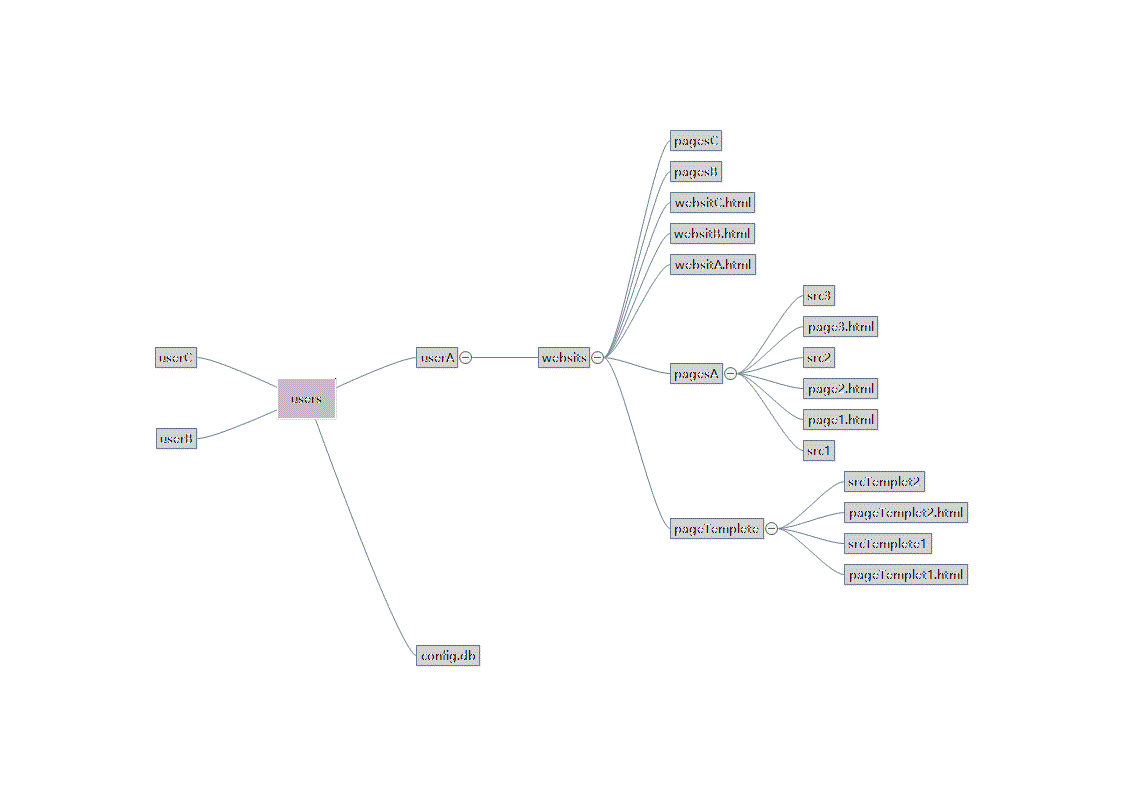 pagesC
pagesB
websitC.html
websitB.html
websitA.html
src3
page3.html
userC
userA
websits
src2
pagesA
page2.html
users
page1.html
userB
src1
srcTemplet2
pageTemplet2.html
pageTemplete
srcTemplete1
pageTemplet1.html
config.db